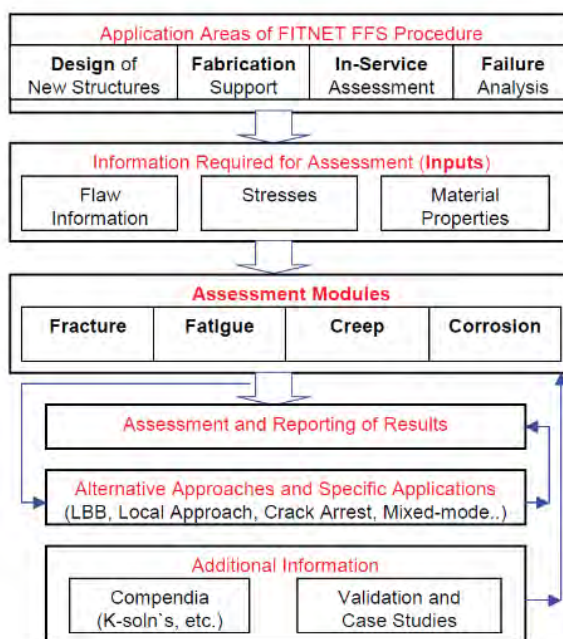 Application Areas of FITNET FFS Procedure
Design of New Structures
Fabrication Support
In-Service Assessment
Failure Analysis
Information Required for Assessment (Inputs)
Flaw Information
Stresses
Material Properties
Assessment Modules
Fracture
Fatigue
Creep
Corrosion
Assessment and Reporting of Results
Alternative Approaches and Specific Applications
(LBB, Local Approach, Crack Arrest, Mixed-mode..)
Additional Information
Compendia
(K-soln`s, etc.)
Validation and
Case Studies